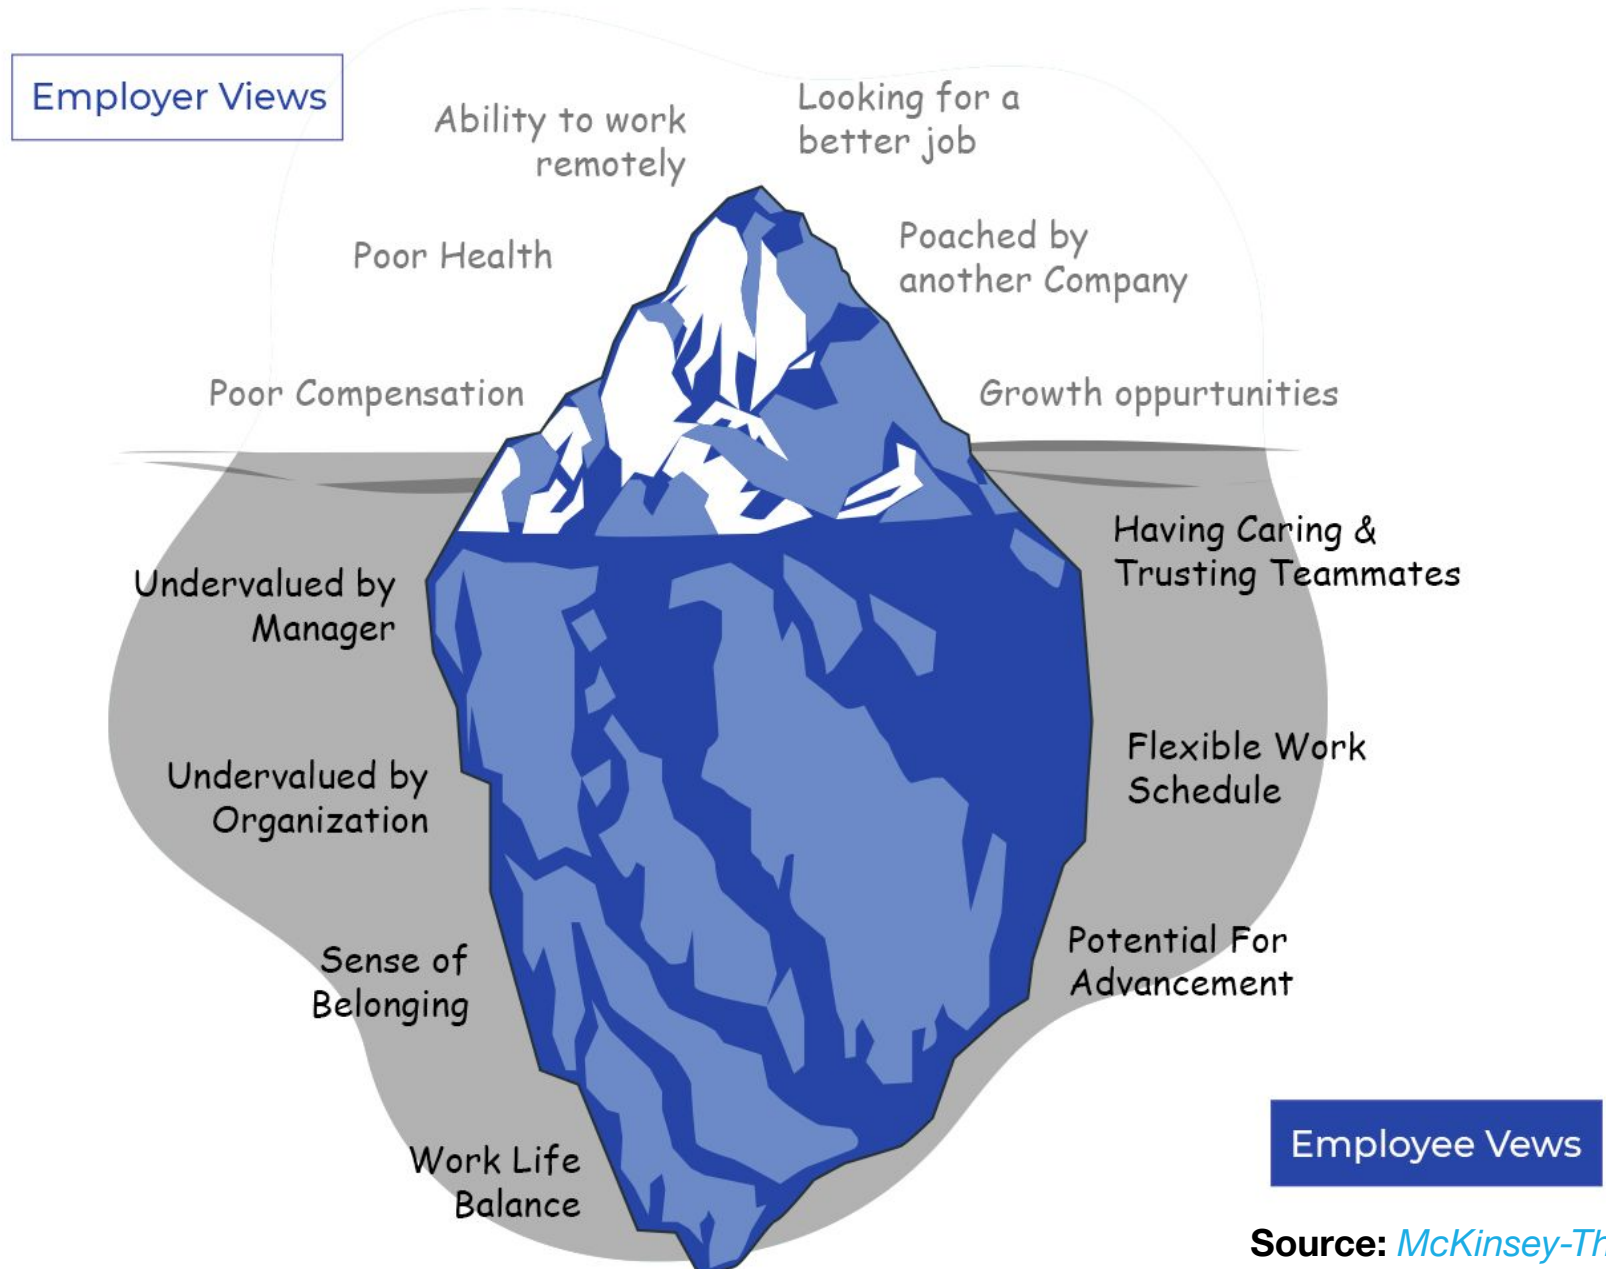 Employer Views
Ability to work
remotely
Looking for a
better job
Poor Health
Poached by
another Company
Poor Compensation
Growth oppurtunities
Having Caring &
Trusting Teammates
Undervalued by
Manager
Flexible Work
Schedule
Undervalued by
Organization
Potential For
Advancement
Sense of
Belonging
Employee Vews
Work Life
Balance
Source: McKinsey-Th